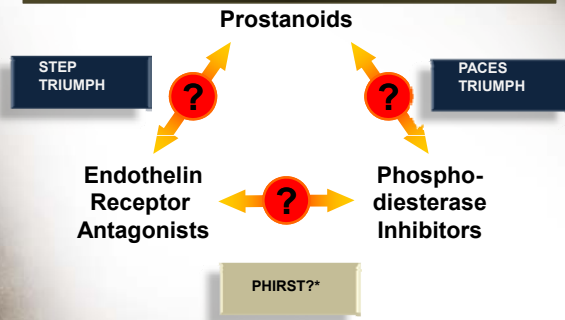 Prostanoids
STEP
TRIUMPH
?
?
PACES
TRIUMPH
Endothelin
Receptor
Antagonists
?
Phospho-
diesterase
Inhibitors
PHIRST?*